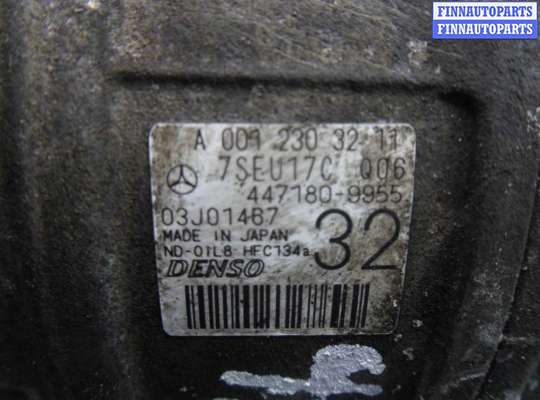 FINNAUTOPARTS
FINNAUTOPARTS
A 001 230 32 11
7SEU17C Q06
447180-9955
03J01467
32
MADE IN JAPAN
ND-OIL8 HFC134a
DENSO